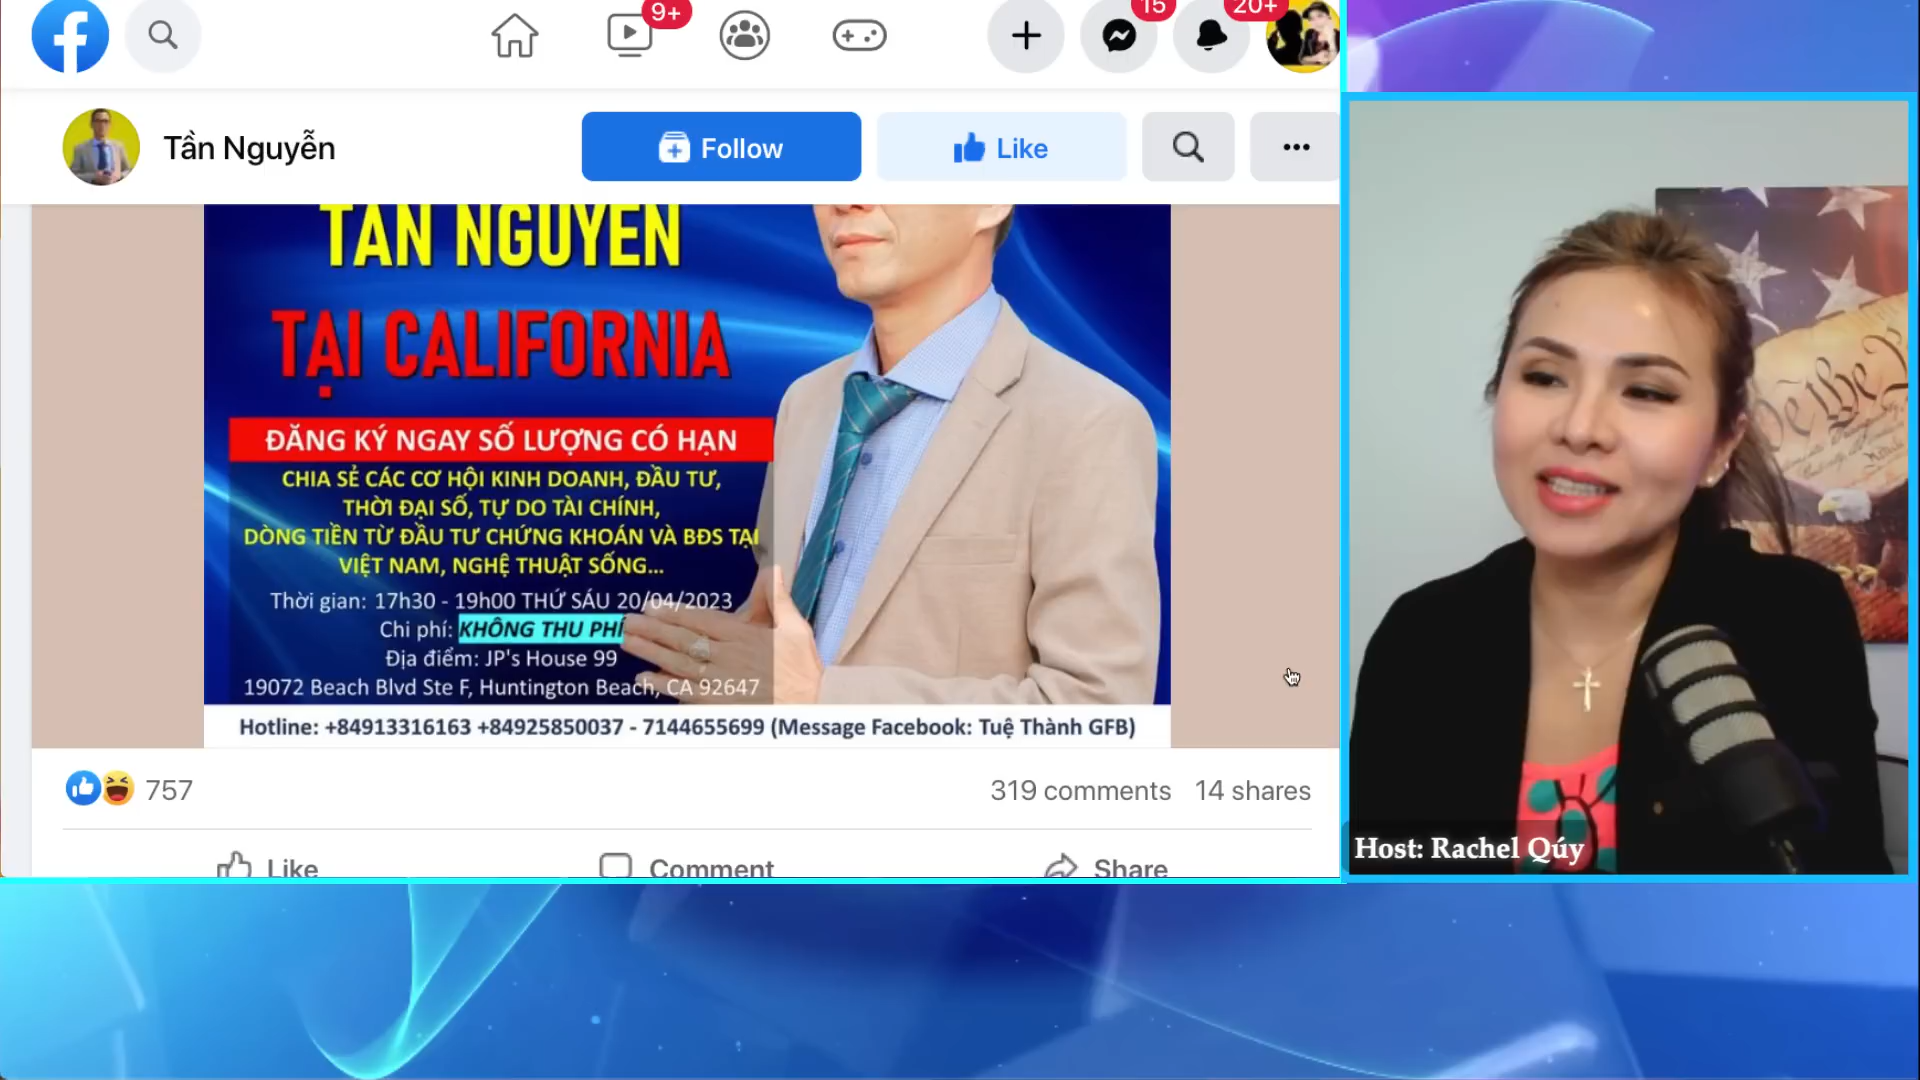 9+
15
20+
Tần Nguyễn
Follow
Like
TẦN NGUYỄN
TẠI CALIFORNIA
ĐĂNG KÝ NGAY SỐ LƯỢNG CÓ HẠN
CHIA SẺ CÁC CƠ HỘI KINH DOANH, ĐẦU TƯ,
THỜI ĐẠI SỐ, TỰ DO TÀI CHÍNH,
DÒNG TIỀN TỪ ĐẦU TƯ CHỨNG KHOÁN VÀ BĐS TẠI
VIỆT NAM, NGHỆ THUẬT SỐNG...
Thời gian: 17h30 - 19h00 THỨ SÁU 20/04/2023
Chi phí: KHÔNG THU PHÍ
Địa điểm: JP's House 99
19072 Beach Blvd Ste F, Huntington Beach, CA 92647
Hotline: +84913316163 +84925850037 - 7144655699 (Message Facebook: Tuệ Thành GFB)
757
319 comments 14 shares
Like
Comment
Share
We the P
Host: Rachel Qúy